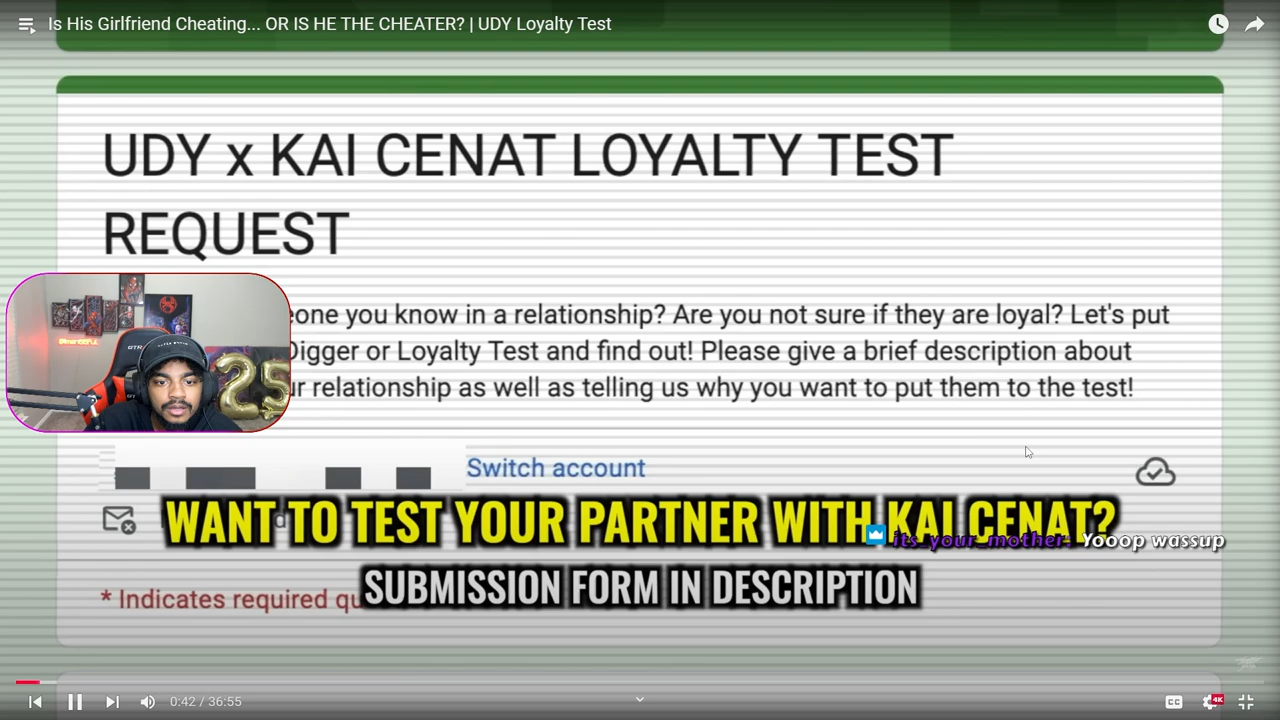 Is His Girlfriend Cheating... OR IS HE THE CHEATER? | UDY Loyalty Test
UDY x KAI CENAT LOYALTY TEST
REQUEST
one you know in a relationship? Are you not sure if they are loyal? Let's put
Digger or Loyalty Test and find out! Please give a brief description about
relationship as well as telling us why you want to put them to the test!
25
Switch account
WANT TO TEST YOUR PARTNER WITH KAI CENAT?
its_your_mother: Yooop wassup
SUBMISSION FORM IN DESCRIPTION
* Indicates required qu
0:42 / 36:55
CC
4K